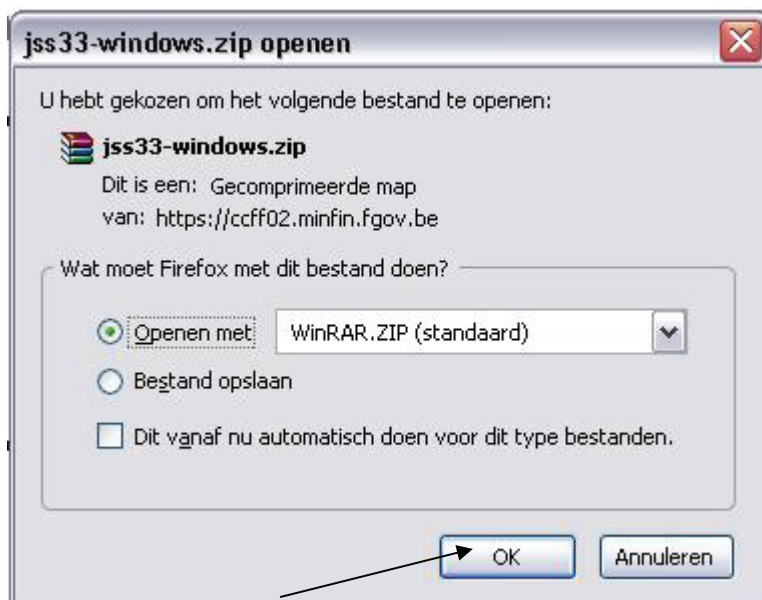 jss33-windows.zip openen
U hebt gekozen om het volgende bestand te openen:
jss33-windows.zip
Dit is een: Gecomprimeerde map
van: https://ccff02.minfin.fgov.be
Wat moet Firefox met dit bestand doen?
Openen met WinRAR.ZIP (standaard)
Bestand opslaan
Dit vanaf nu automatisch doen voor dit type bestanden.
OK Annuleren